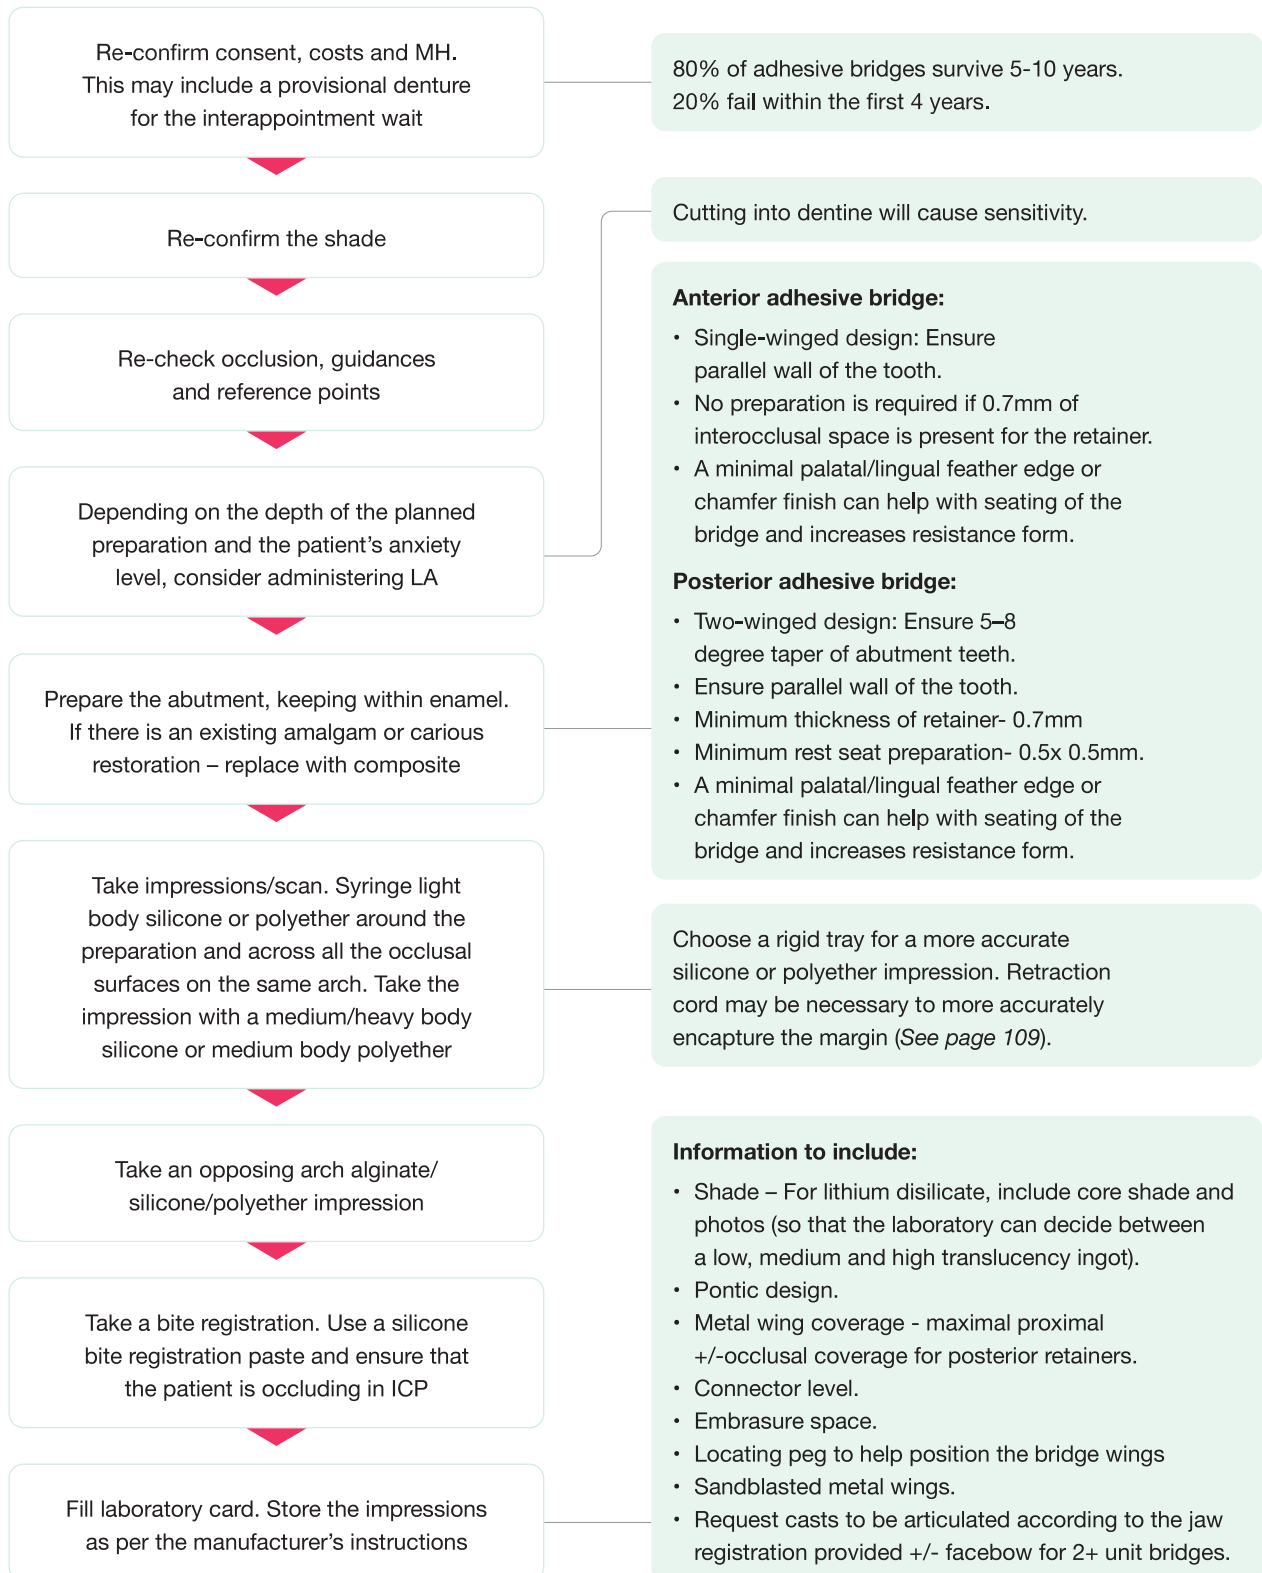 Re-confirm consent, costs and MH.
This may include a provisional denture
for the interappointment wait
80% of adhesive bridges survive 5-10 years.
20% fail within the first 4 years.
Re-confirm the shade
Cutting into dentine will cause sensitivity.
Re-check occlusion, guidances
and reference points
Depending on the depth of the planned
preparation and the patient's anxiety
level, consider administering LA
Prepare the abutment, keeping within enamel.
If there is an existing amalgam or carious
restoration – replace with composite
Anterior adhesive bridge:
• Single-winged design: Ensure
parallel wall of the tooth.
• No preparation is required if 0.7mm of
interocclusal space is present for the retainer.
• A minimal palatal/lingual feather edge or
chamfer finish can help with seating of the
bridge and increases resistance form.
Posterior adhesive bridge:
• Two-winged design: Ensure 5–8
degree taper of abutment teeth.
• Ensure parallel wall of the tooth.
• Minimum thickness of retainer- 0.7mm
• Minimum rest seat preparation- 0.5x 0.5mm.
• A minimal palatal/lingual feather edge or
chamfer finish can help with seating of the
bridge and increases resistance form.
Take impressions/scan. Syringe light
body silicone or polyether around the
preparation and across all the occlusal
surfaces on the same arch. Take the
impression with a medium/heavy body
silicone or medium body polyether
Choose a rigid tray for a more accurate
silicone or polyether impression. Retraction
cord may be necessary to more accurately
encapture the margin (See page 109).
Take an opposing arch alginate/
silicone/polyether impression
Take a bite registration. Use a silicone
bite registration paste and ensure that
the patient is occluding in ICP
Fill laboratory card. Store the impressions
as per the manufacturer's instructions
Information to include:
• Shade – For lithium disilicate, include core shade and
photos (so that the laboratory can decide between
a low, medium and high translucency ingot).
• Pontic design.
• Metal wing coverage - maximal proximal
+/-occlusal coverage for posterior retainers.
• Connector level.
• Embrasure space.
• Locating peg to help position the bridge wings
• Sandblasted metal wings.
• Request casts to be articulated according to the jaw
registration provided +/- facebow for 2+ unit bridges.